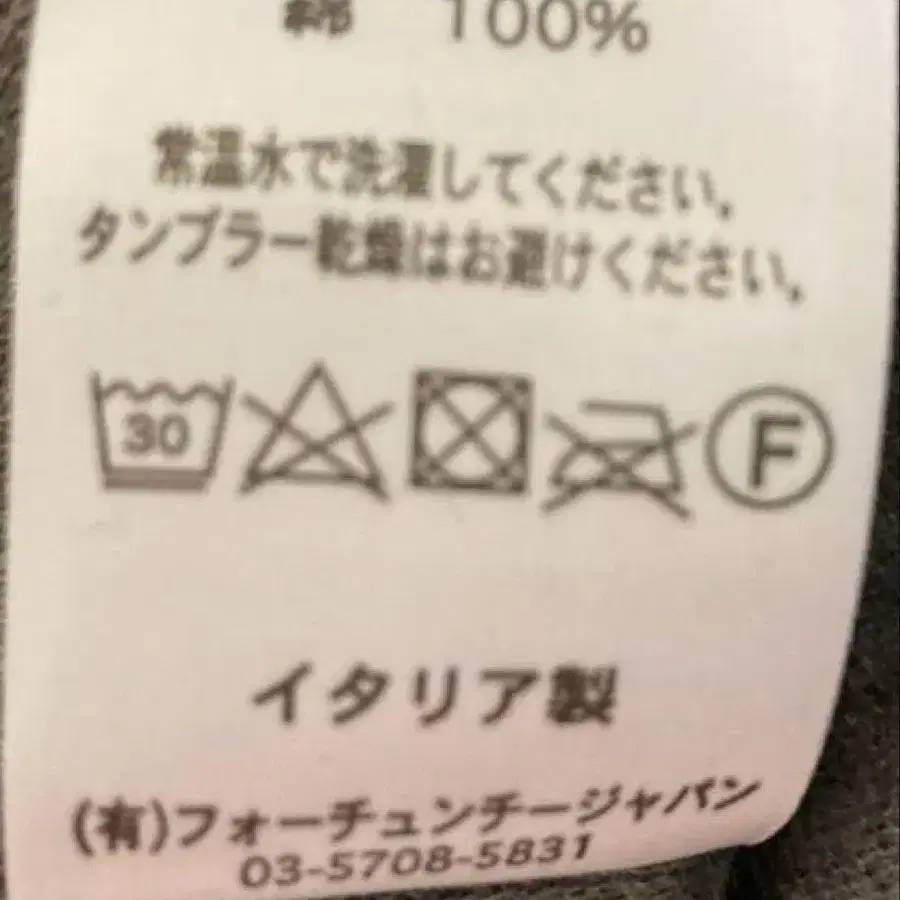 綿 100%
常温水で洗濯してください。
タンブラー乾燥はお避けください。
30 F
イタリア製
(有)フォーチュンチージャパン
03-5708-5831